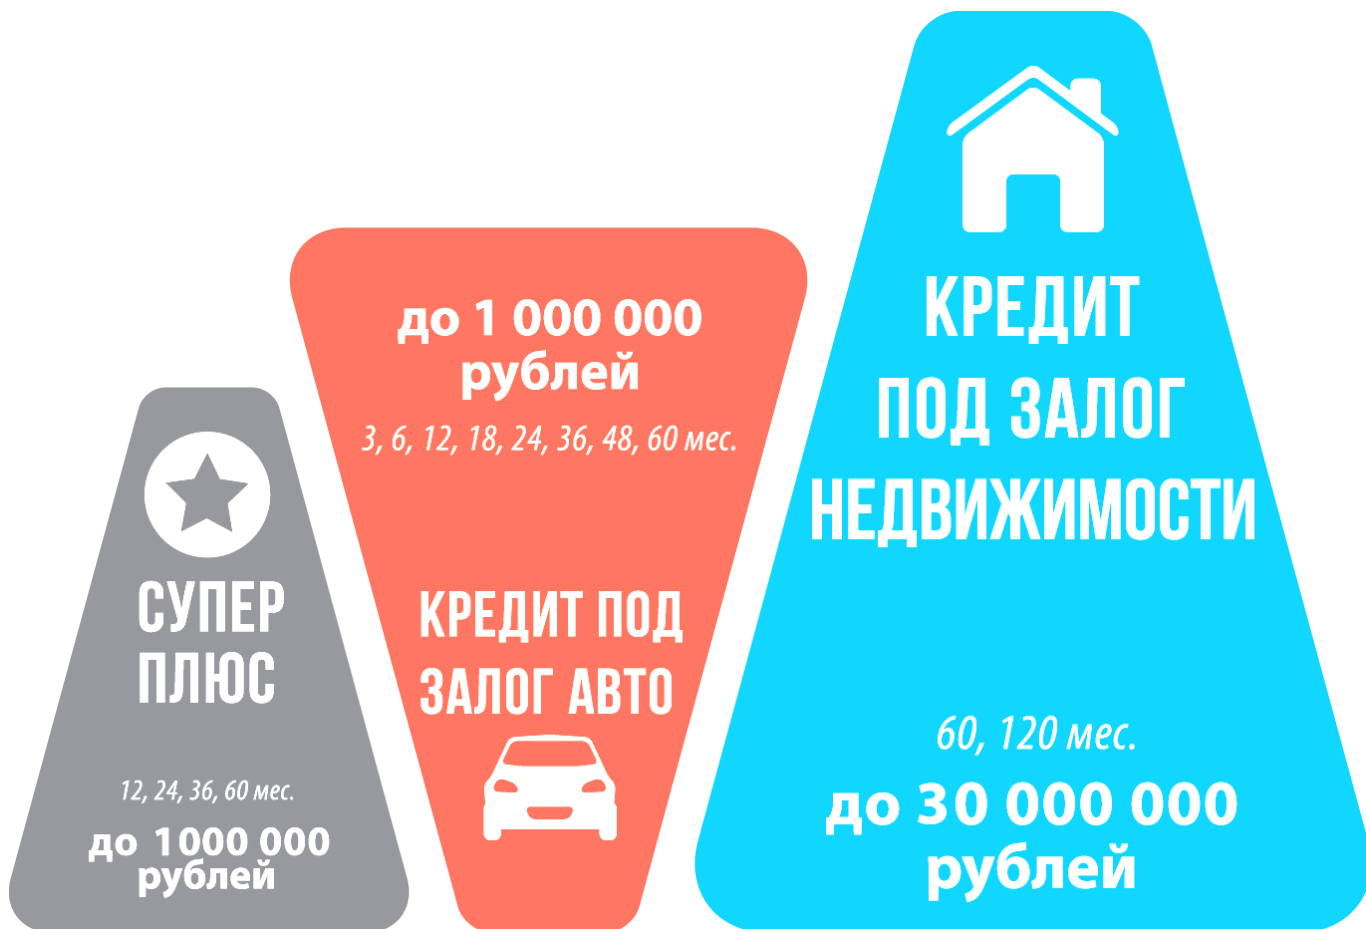 СУПЕР
ПЛЮС
12, 24, 36, 60 мес.
до 1000 000
рублей
до 1 000 000
рублей
3, 6, 12, 18, 24, 36, 48, 60 мес.
КРЕДИТ ПОД
ЗАЛОГ АВТО
КРЕДИТ
ПОД ЗАЛОГ
НЕДВИЖИМОСТИ
60, 120 мес.
до 30 000 000
рублей